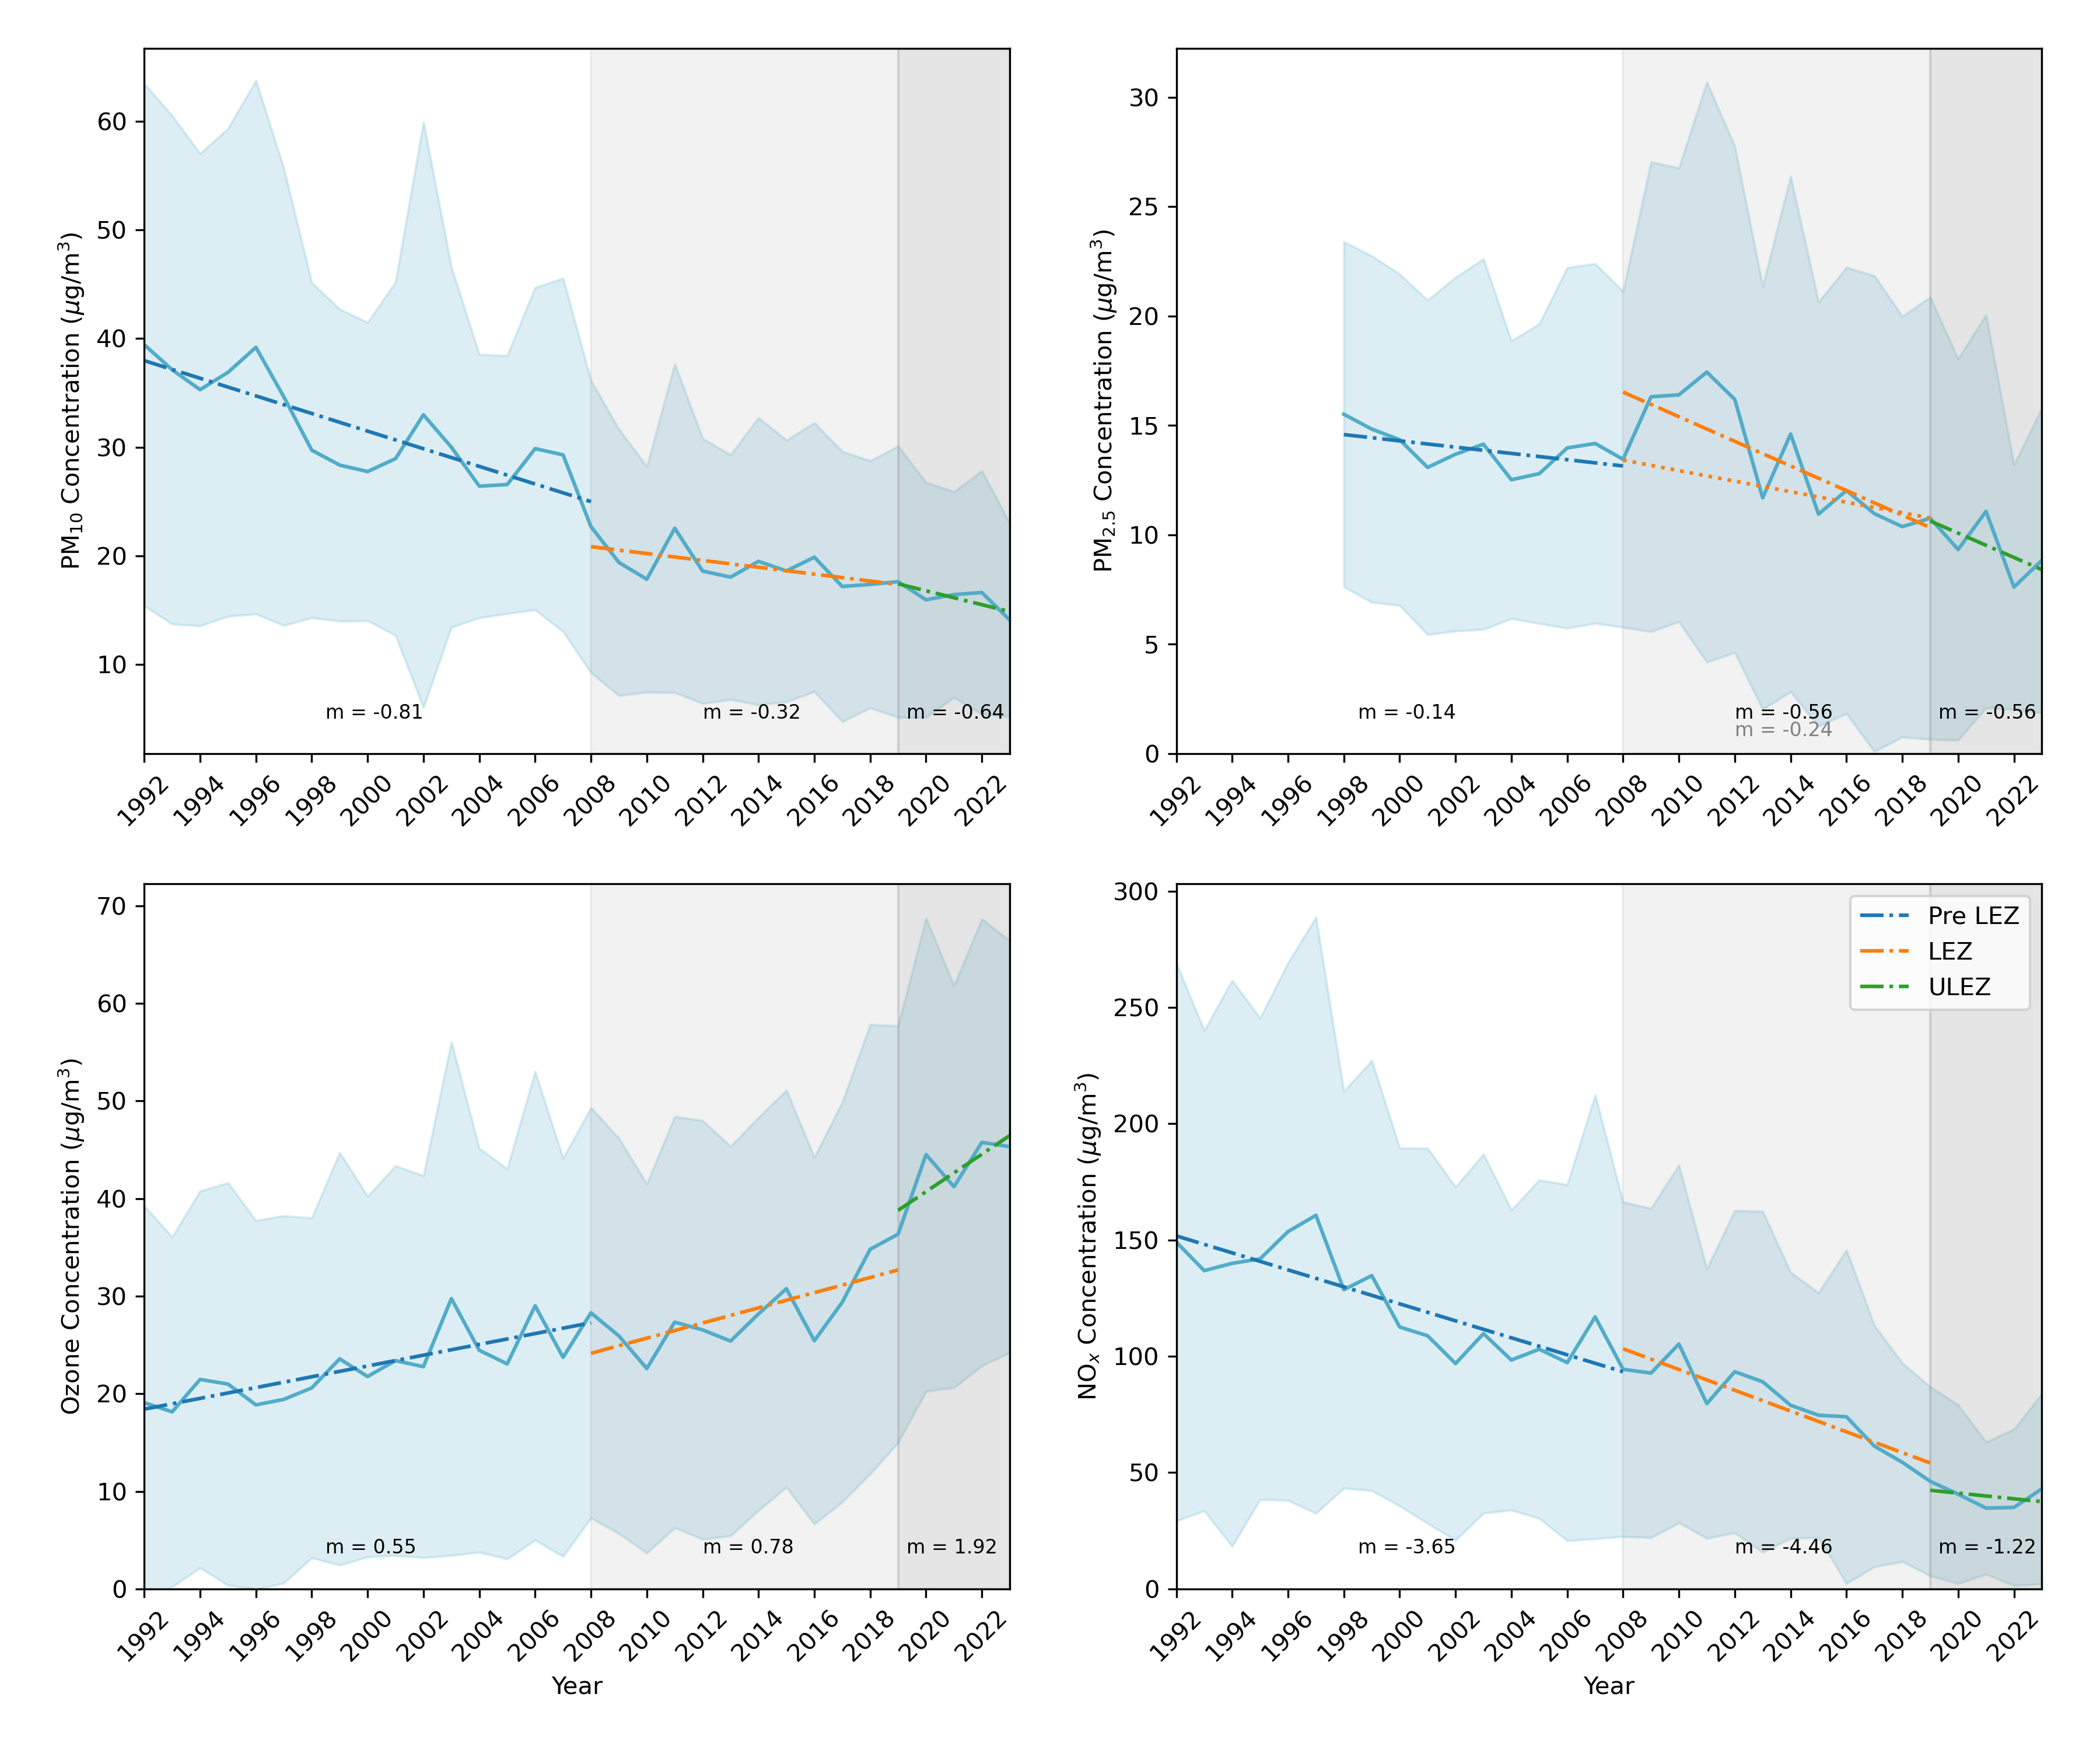 PM10 Concentration (μg/m3)
60
50
40
30
20
10
m = -0.81
m = -0.32
m = -0.64
1992 1994 1996 1998 2000 2002 2004 2006 2008 2010 2012 2014 2016 2018 2020 2022
PM2.5 Concentration (μg/m3)
30
25
20
15
10
5
0
m = -0.14
m = -0.56
m = -0.24
m = -0.56
1992 1994 1996 1998 2000 2002 2004 2006 2008 2010 2012 2014 2016 2018 2020 2022
Ozone Concentration (μg/m3)
70
60
50
40
30
20
10
0
m = 0.55
m = 0.78
m = 1.92
1992 1994 1996 1998 2000 2002 2004 2006 2008 2010 2012 2014 2016 2018 2020 2022
Year
NOx Concentration (μg/m3)
300
250
200
150
100
50
0
Pre LEZ
LEZ
ULEZ
m = -3.65
m = -4.46
m = -1.22
1992 1994 1996 1998 2000 2002 2004 2006 2008 2010 2012 2014 2016 2018 2020 2022
Year